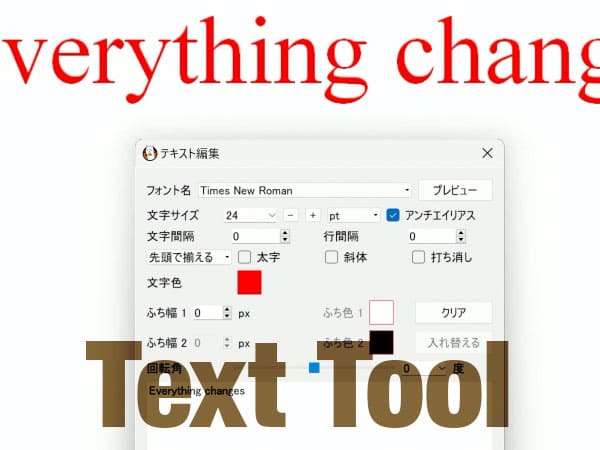 verything chang
テキスト編集
フォント名 Times New Roman プレビュー
文字サイズ 24 − + pt アンチエイリアス
文字間隔 0 行間隔 0
先頭で揃える 太字 斜体 打ち消し
文字色
ふち幅 1 0 px ふち色 1 クリア
ふち幅 2 0 px ふち色 2 入れ替える
回転角 0 度
Everything changes
Text Tool